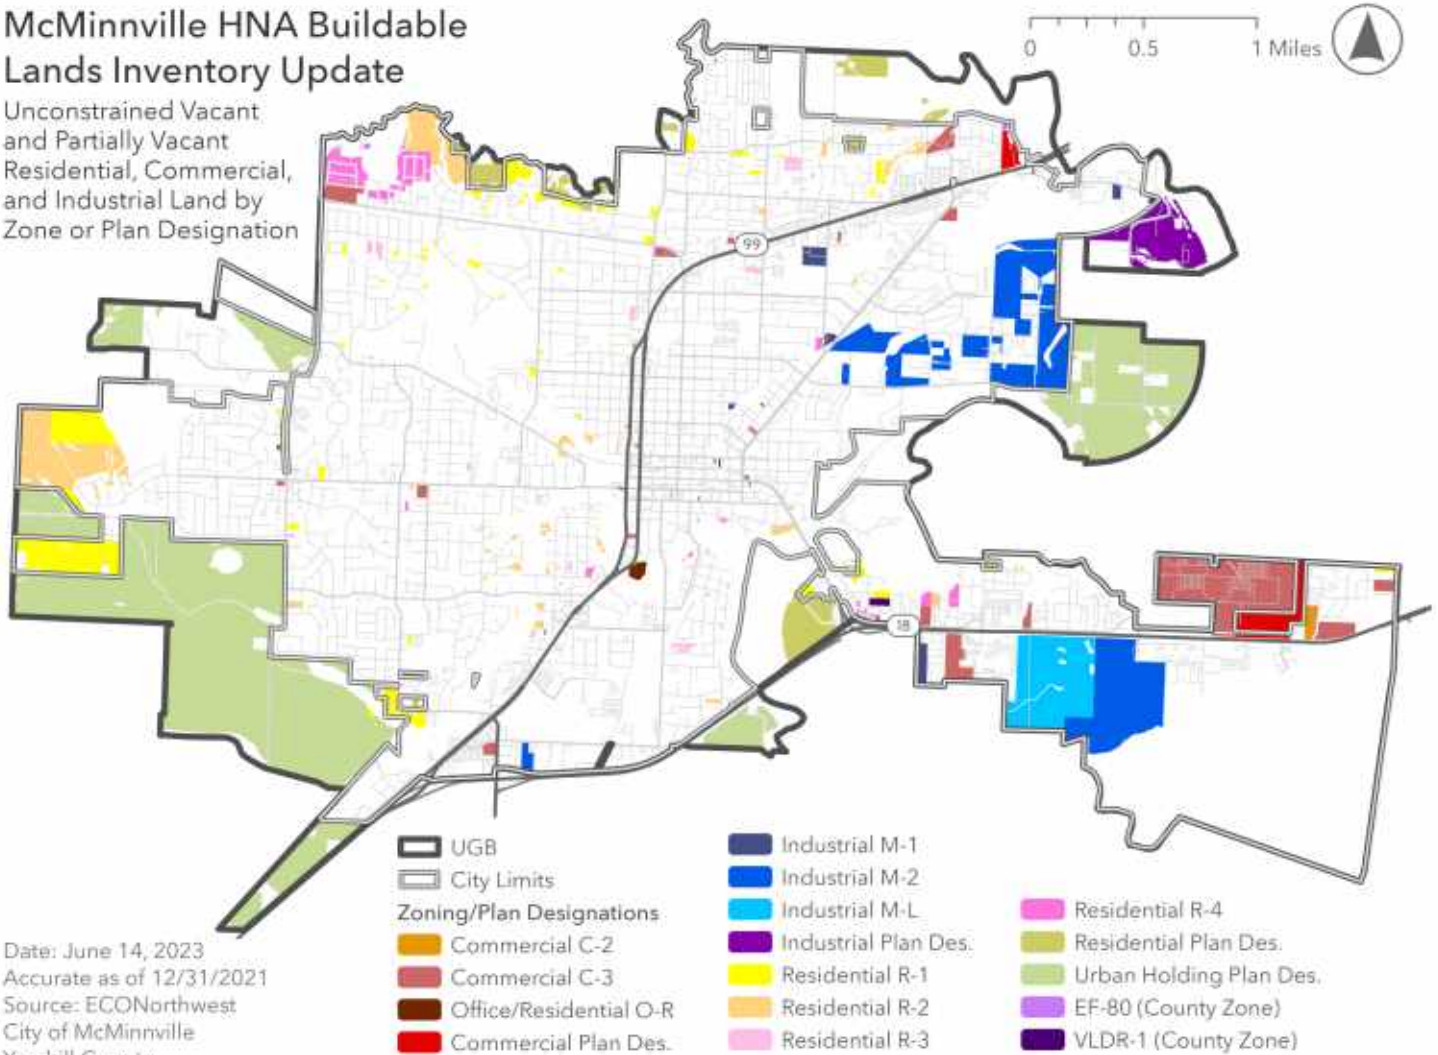 McMinnville HNA Buildable
Lands Inventory Update
Unconstrained Vacant
and Partially Vacant
Residential, Commercial,
and Industrial Land by
Zone or Plan Designation
0 0.5 1 Miles
99
18
UGB
City Limits
Zoning/Plan Designations
Commercial C-2
Commercial C-3
Office/Residential O-R
Commercial Plan Des.
Industrial M-1
Industrial M-2
Industrial M-L
Industrial Plan Des.
Residential R-1
Residential R-2
Residential R-3
Residential R-4
Residential Plan Des.
Urban Holding Plan Des.
EF-80 (County Zone)
VLDR-1 (County Zone)
Date: June 14, 2023
Accurate as of 12/31/2021
Source: ECONorthwest
City of McMinnville